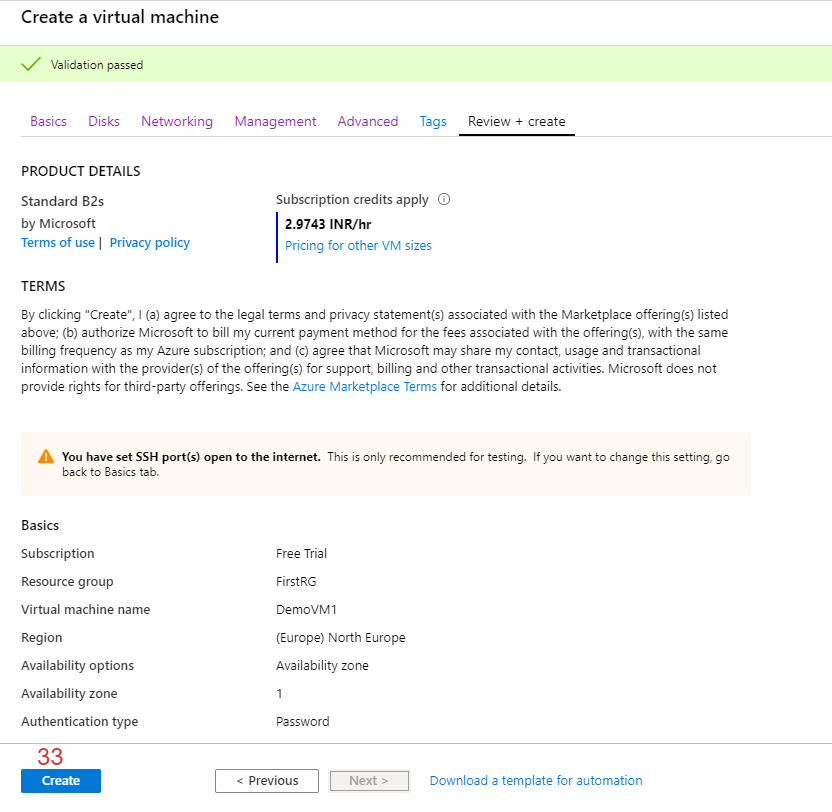 Create a virtual machine
Validation passed
Basics Disks Networking Management Advanced Tags Review + create
PRODUCT DETAILS
Standard B2s
by Microsoft
Terms of use | Privacy policy
Subscription credits apply
2.9743 INR/hr
Pricing for other VM sizes
TERMS
By clicking "Create", I (a) agree to the legal terms and privacy statement(s) associated with the Marketplace offering(s) listed
above; (b) authorize Microsoft to bill my current payment method for the fees associated with the offering(s), with the same
billing frequency as my Azure subscription; and (c) agree that Microsoft may share my contact, usage and transactional
information with the provider(s) of the offering(s) for support, billing and other transactional activities. Microsoft does not
provide rights for third-party offerings. See the Azure Marketplace Terms for additional details.
You have set SSH port(s) open to the internet. This is only recommended for testing. If you want to change this setting, go
back to Basics tab.
Basics
Subscription Free Trial
Resource group FirstRG
Virtual machine name DemoVM1
Region (Europe) North Europe
Availability options Availability zone
Availability zone 1
Authentication type Password
33
Create < Previous Next > Download a template for automation